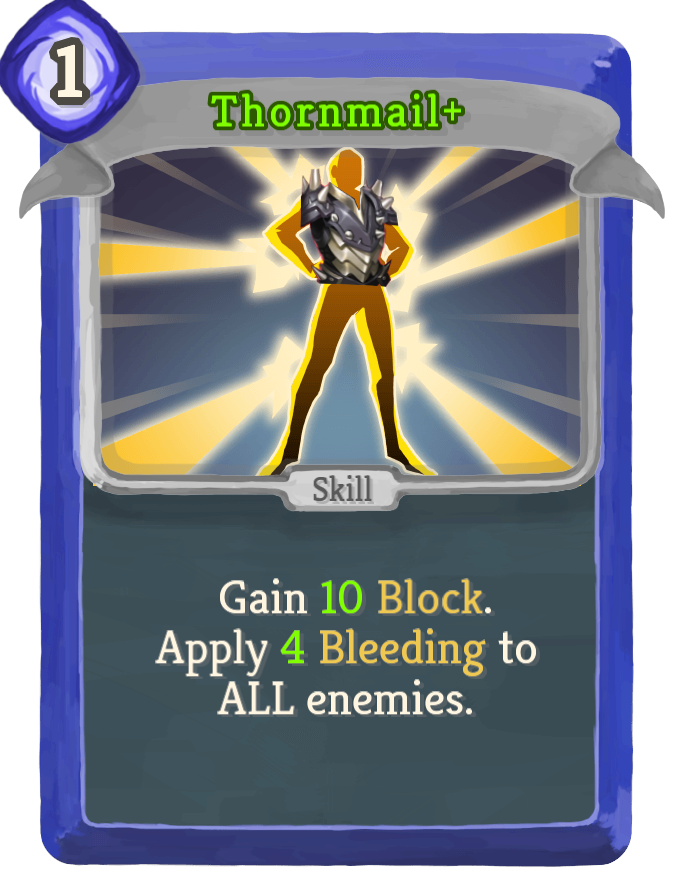 1
Thornmail+
Skill
Gain 10 Block.
Apply 4 Bleeding to
ALL enemies.